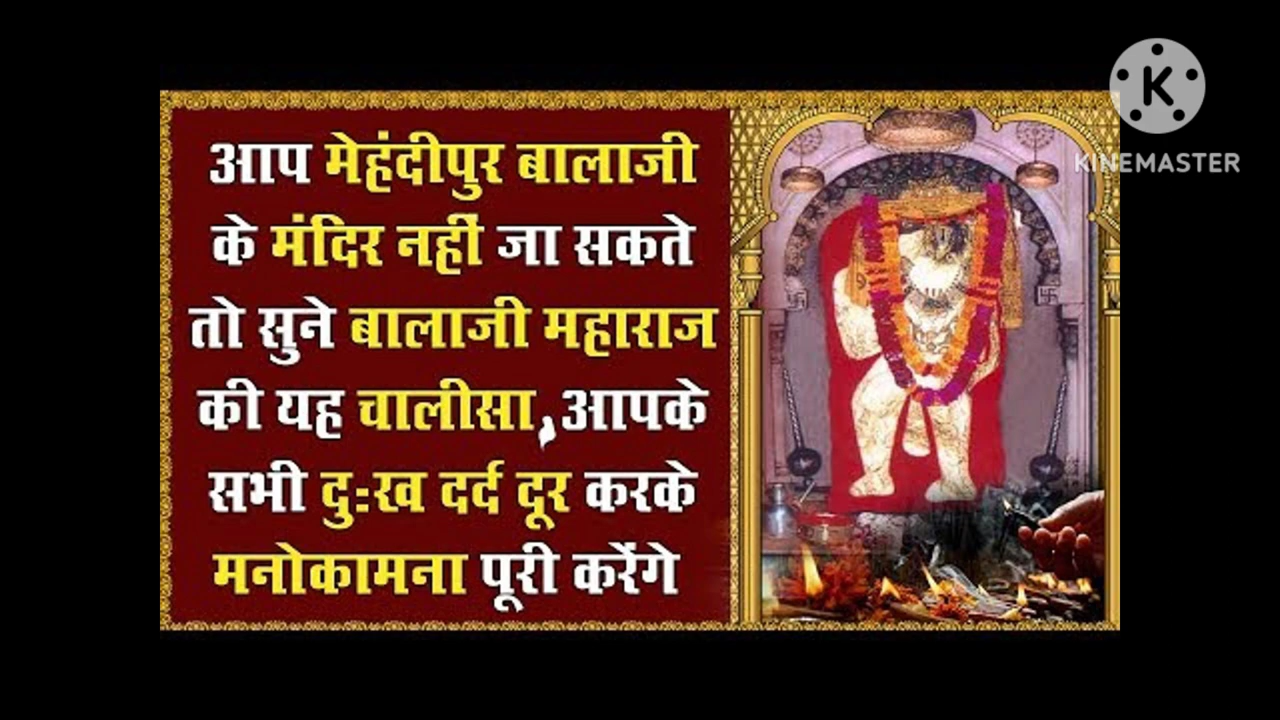 आप मेहंदीपुर बालाजी
के मंदिर नहीं जा सकते
तो सुने बालाजी महाराज
की यह चालीसा, आपके
सभी दुःख दर्द दूर करके
मनोकामना पूरी करेंगे
K
KINEMASTER